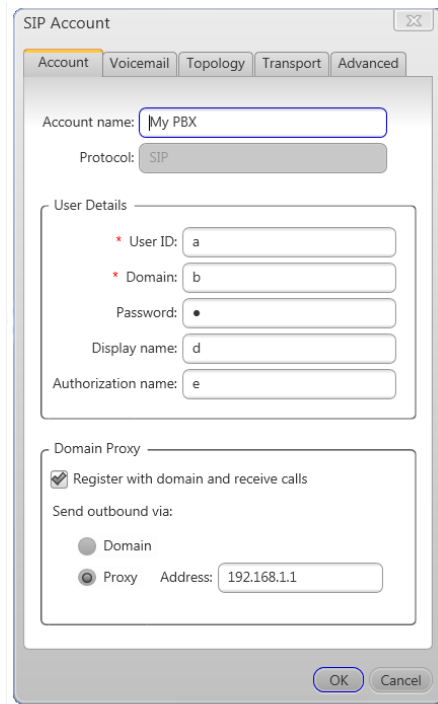 SIP Account
Account Voicemail Topology Transport Advanced
Account name: My PBX
Protocol: SIP
User Details
* User ID: a
* Domain: b
Password: •
Display name: d
Authorization name: e
Domain Proxy
Register with domain and receive calls
Send outbound via:
Domain
Proxy Address: 192.168.1.1
OK Cancel